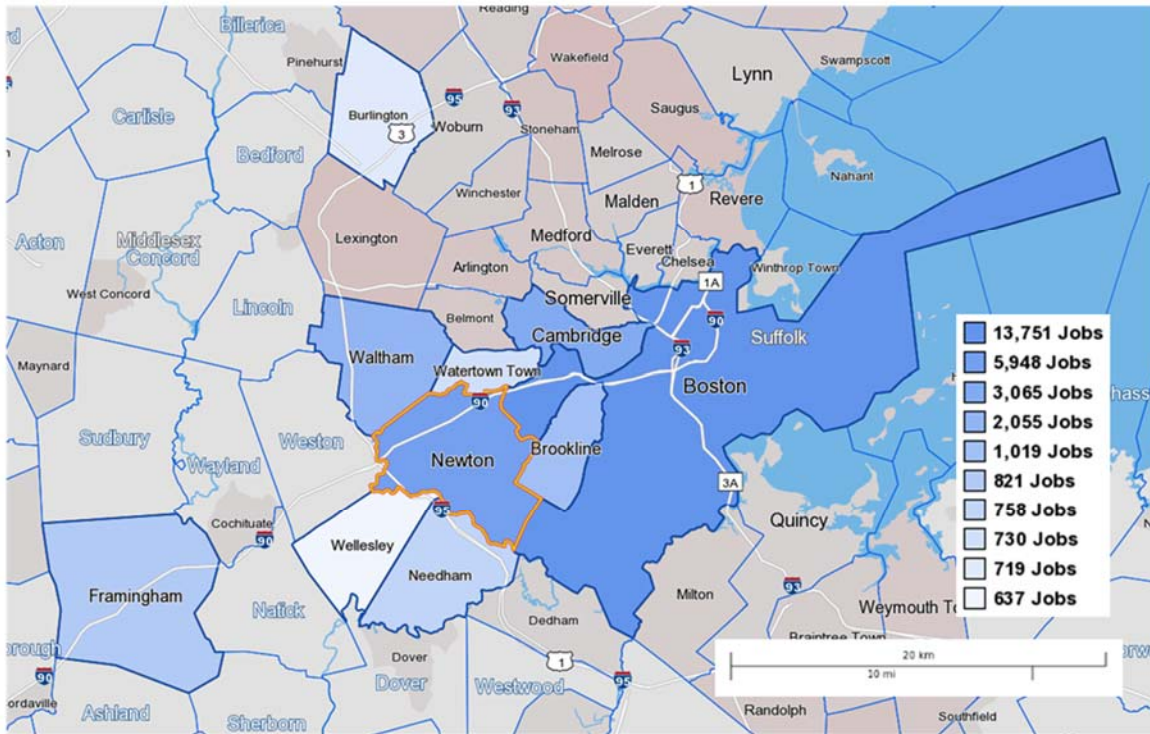 Reading
Billerica
Pinehurst
Wakefield
Swampscott
Lynn
Carlisle
95
93
Burlington
3
Woburn
Saugus
Stoneham
Bedford
Melrose
Winchester
1
Nahant
Malden
Revere
Lexington
Medford
Acton
Middlesex
Concord
Everett
Chelsea
Winthrop Town
Arlington
1A
West Concord
Lincoln
Somerville
Belmont
90
Cambridge
Suffolk
93
Maynard
Waltham
Watertown Town
Boston
90
Sudbury
Weston
Brookline
Newton
Wayland
3A
95
Cochituate
Quincy
90
Wellesley
Needham
Framingham
93
Natick
Milton
Weymouth To
Dedham
Braintree Town
Dover
1
90
Dover
Westwood
95
Ashland
Sherborn
Randolph
Southfield
13,751 Jobs
5,948 Jobs
3,065 Jobs
2,055 Jobs
1,019 Jobs
821 Jobs
758 Jobs
730 Jobs
719 Jobs
637 Jobs
20 km
10 mi